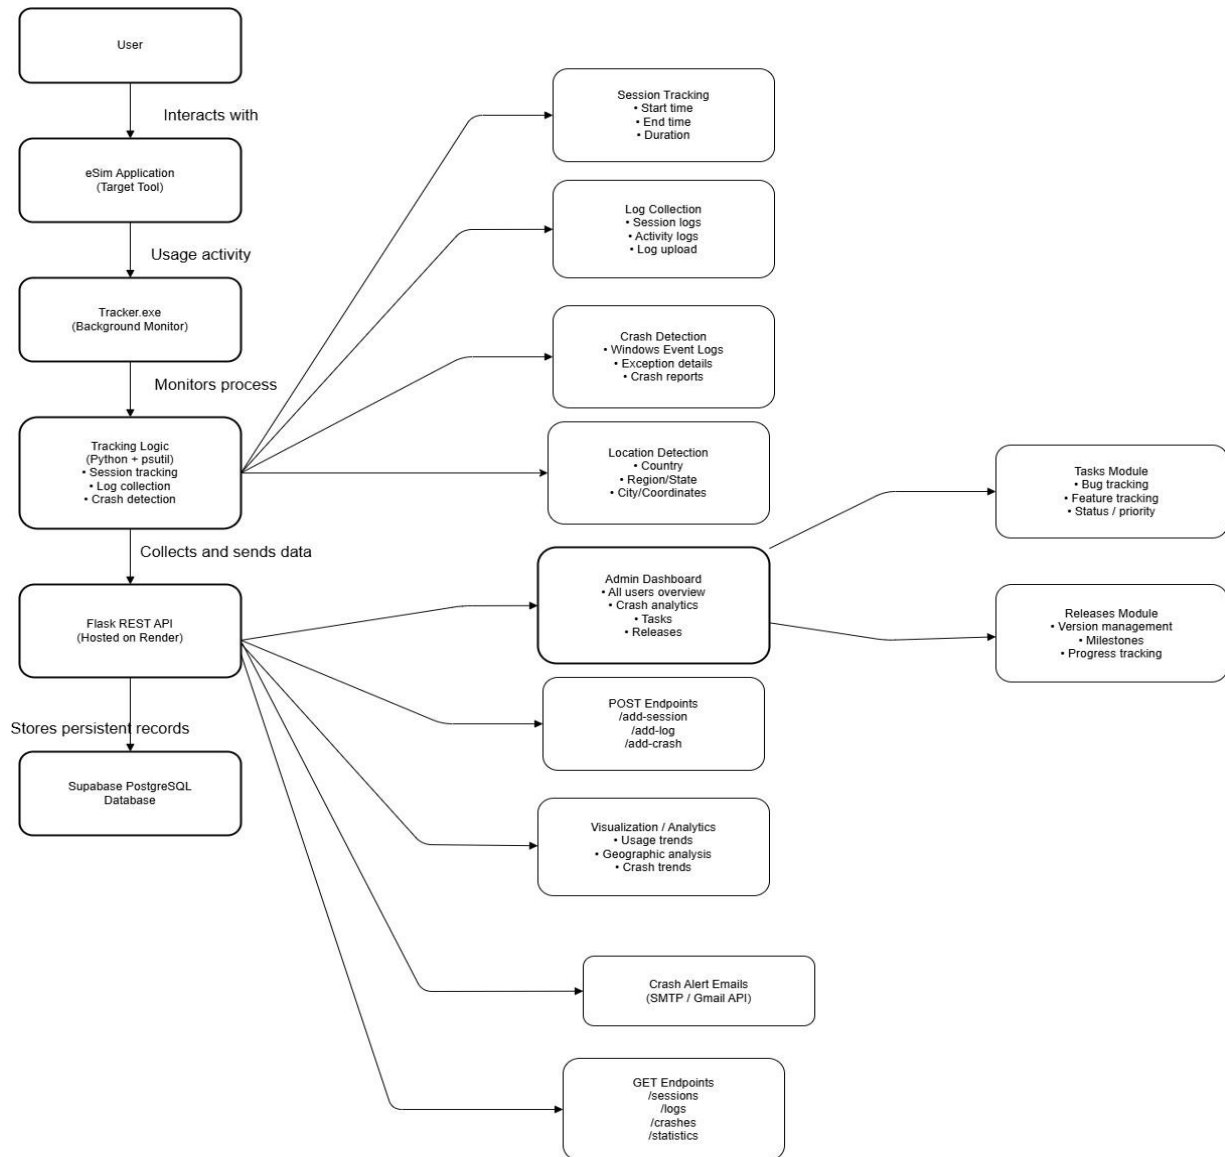 User
Interacts with
eSim Application
(Target Tool)
Usage activity
Tracker.exe
(Background Monitor)
Monitors process
Tracking Logic
(Python + psutil)
• Session tracking
• Log collection
• Crash detection
Collects and sends data
Flask REST API
(Hosted on Render)
Stores persistent records
Supabase PostgreSQL
Database
Session Tracking
• Start time
• End time
• Duration
Log Collection
• Session logs
• Activity logs
• Log upload
Crash Detection
• Windows Event Logs
• Exception details
• Crash reports
Location Detection
• Country
• Region/State
• City/Coordinates
Admin Dashboard
• All users overview
• Crash analytics
• Tasks
• Releases
POST Endpoints
/add-session
/add-log
/add-crash
Visualization / Analytics
• Usage trends
• Geographic analysis
• Crash trends
Crash Alert Emails
(SMTP / Gmail API)
GET Endpoints
/sessions
/logs
/crashes
/statistics
Tasks Module
• Bug tracking
• Feature tracking
• Status / priority
Releases Module
• Version management
• Milestones
• Progress tracking